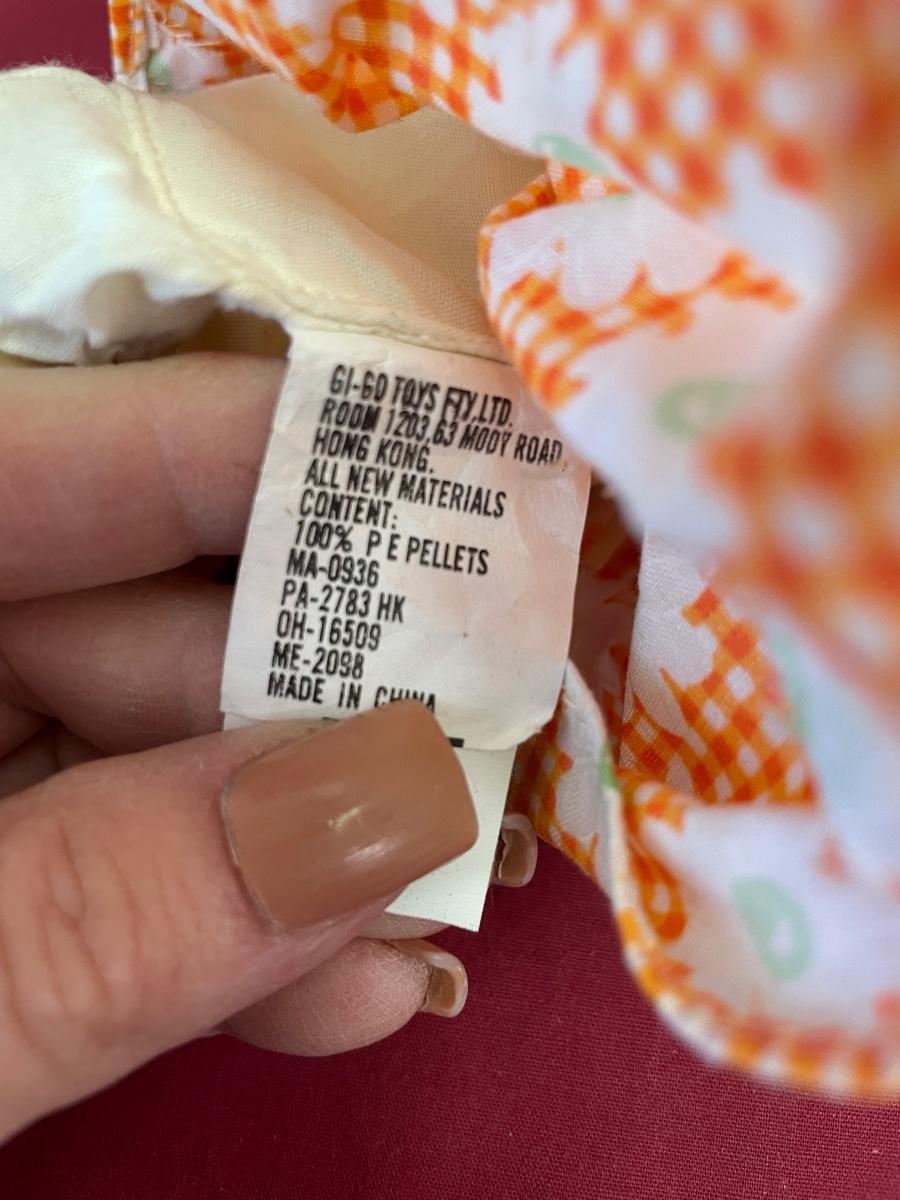 GI-GO TOYS FTY.LTD.
ROOM 1203,63 MODY ROAD,
HONG KONG.
ALL NEW MATERIALS
CONTENT:
100% P E PELLETS
MA-0936
PA-2783 HK
OH-16509
ME-2098
MADE IN CHINA